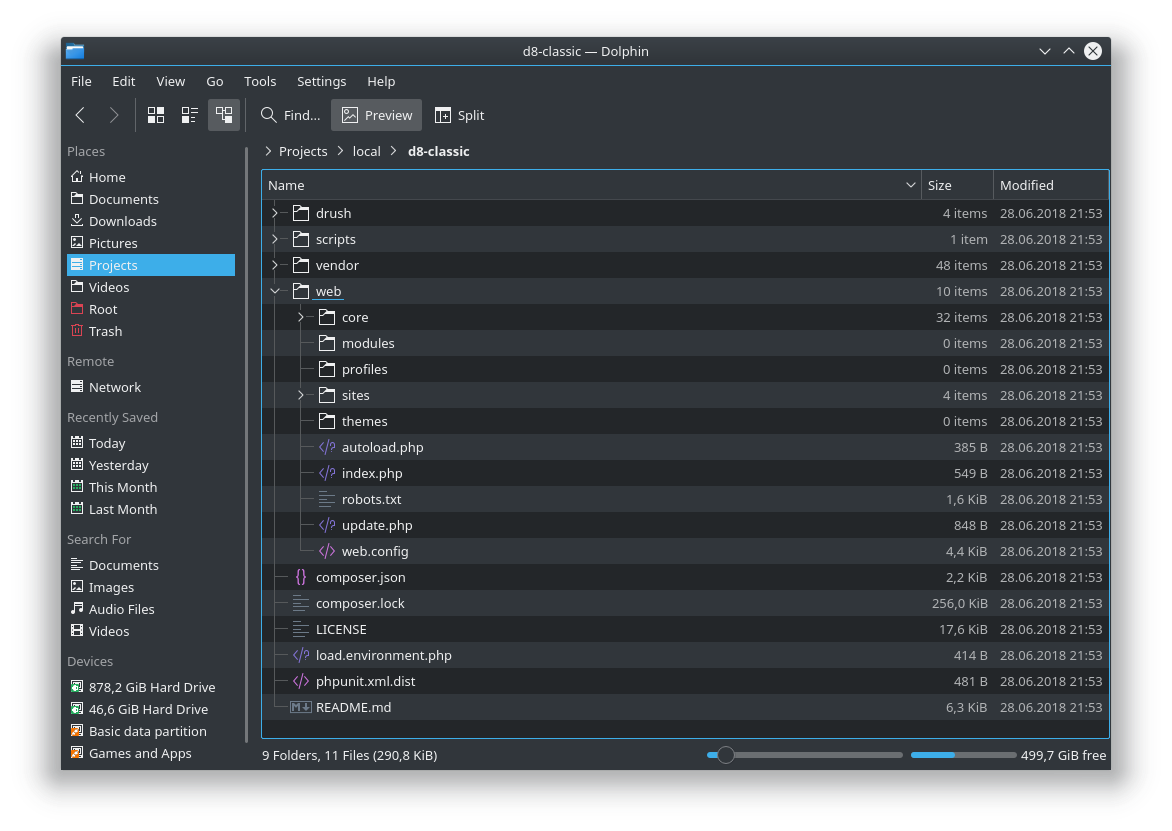 d8-classic — Dolphin
File Edit View Go Tools Settings Help
Find... Preview Split
Places
Home
Documents
Downloads
Pictures
Projects
Videos
Root
Trash
Remote
Network
Recently Saved
Today
Yesterday
This Month
Last Month
Search For
Documents
Images
Audio Files
Videos
Devices
878,2 GiB Hard Drive
46,6 GiB Hard Drive
Basic data partition
Games and Apps
Projects local d8-classic
Name Size Modified
drush 4 items 28.06.2018 21:53
scripts 1 item 28.06.2018 21:53
vendor 48 items 28.06.2018 21:53
web 10 items 28.06.2018 21:53
core 32 items 28.06.2018 21:53
modules 0 items 28.06.2018 21:53
profiles 0 items 28.06.2018 21:53
sites 4 items 28.06.2018 21:53
themes 0 items 28.06.2018 21:53
autoload.php 385 B 28.06.2018 21:53
index.php 549 B 28.06.2018 21:53
robots.txt 1,6 KiB 28.06.2018 21:53
update.php 848 B 28.06.2018 21:53
web.config 4,4 KiB 28.06.2018 21:53
composer.json 2,2 KiB 28.06.2018 21:53
composer.lock 256,0 KiB 28.06.2018 21:53
LICENSE 17,6 KiB 28.06.2018 21:53
load.environment.php 414 B 28.06.2018 21:53
phpunit.xml.dist 481 B 28.06.2018 21:53
README.md 6,3 KiB 28.06.2018 21:53
9 Folders, 11 Files (290,8 KiB) 499,7 GiB free